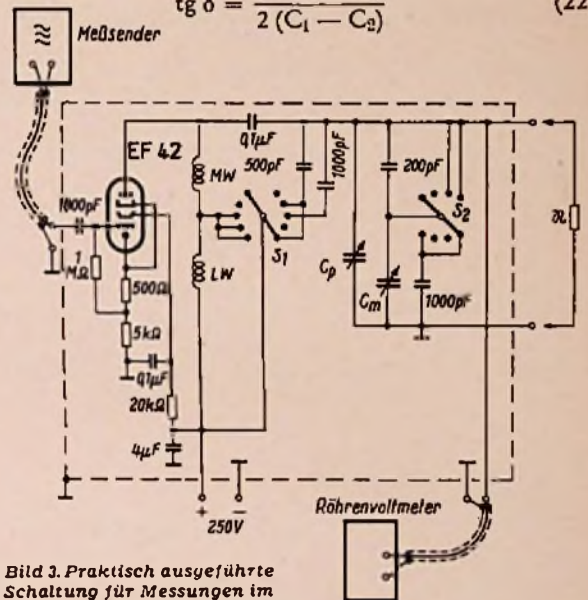 tg δ = 2 (C₁ — C₂)
(22
Meßsender
EF 42
0,1µF
1000pF
MW
500pF
1000pF
200pF
S₂
S₁
1
MΩ
500Ω
LW
Cp
Cm
ℜ
5kΩ
1000pF
0,1µF
20kΩ
4µF
+ −
250V
Röhrenvoltmeter
Bild 3. Praktisch ausgeführte
Schaltung für Messungen im